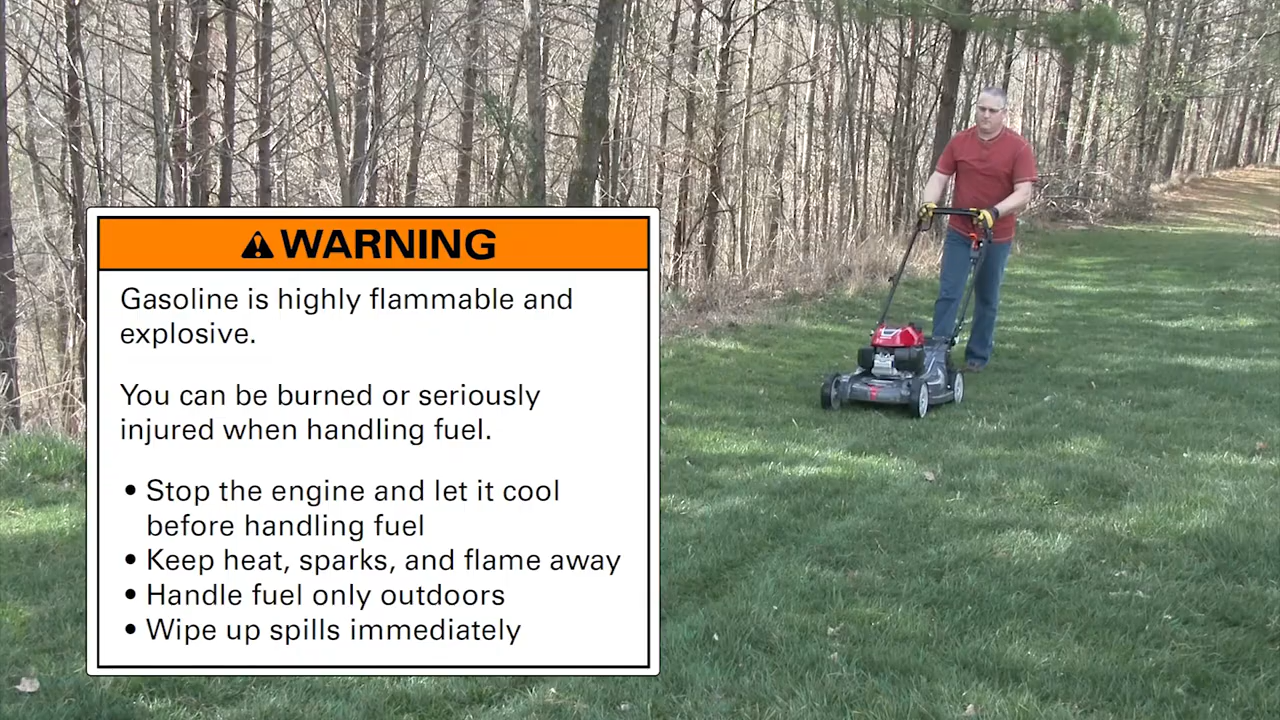 WARNING
Gasoline is highly flammable and
explosive.
You can be burned or seriously
injured when handling fuel.
• Stop the engine and let it cool
before handling fuel
• Keep heat, sparks, and flame away
• Handle fuel only outdoors
• Wipe up spills immediately